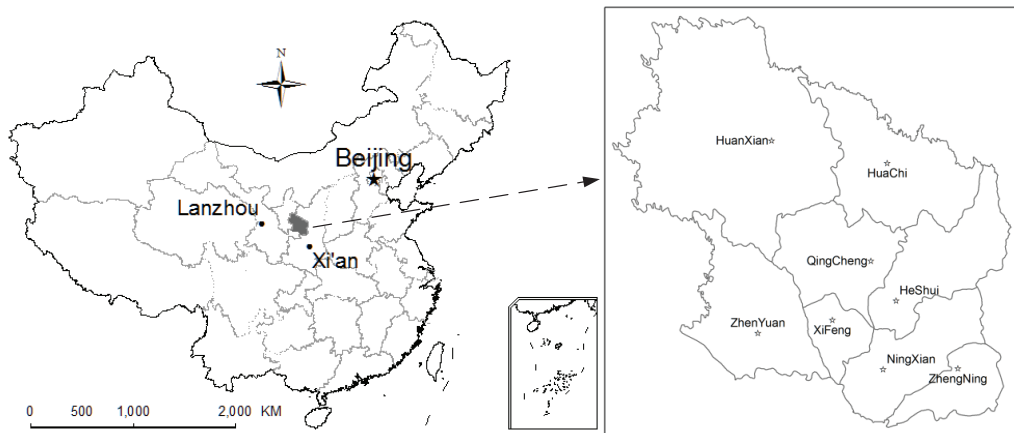 N
Beijing
Lanzhou
Xi'an
0 500 1,000 2,000 KM
HuanXian
HuaChi
QingCheng
HeShui
ZhenYuan
XiFeng
NingXian
ZhengNing